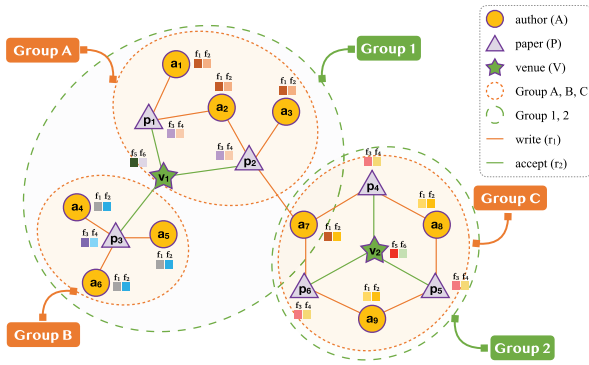 Group A
Group 1
a₁
f₁ f₂
p₁
f₃ f₄
a₂
f₁ f₂
a₃
f₁ f₂
f₃ f₄
p₂
f₅ f₆
v₁
a₄
f₁ f₂
p₃
f₃ f₄
a₅
f₁ f₂
a₆
f₁ f₂
Group B
f₃ f₄
p₄
a₇
f₁ f₂
f₁ f₂
a₈
v₂
f₅ f₆
p₆
f₃ f₄
p₅
f₃ f₄
f₁ f₂
a₉
Group C
Group 2
author (A)
paper (P)
venue (V)
Group A, B, C
Group 1, 2
write (r₁)
accept (r₂)